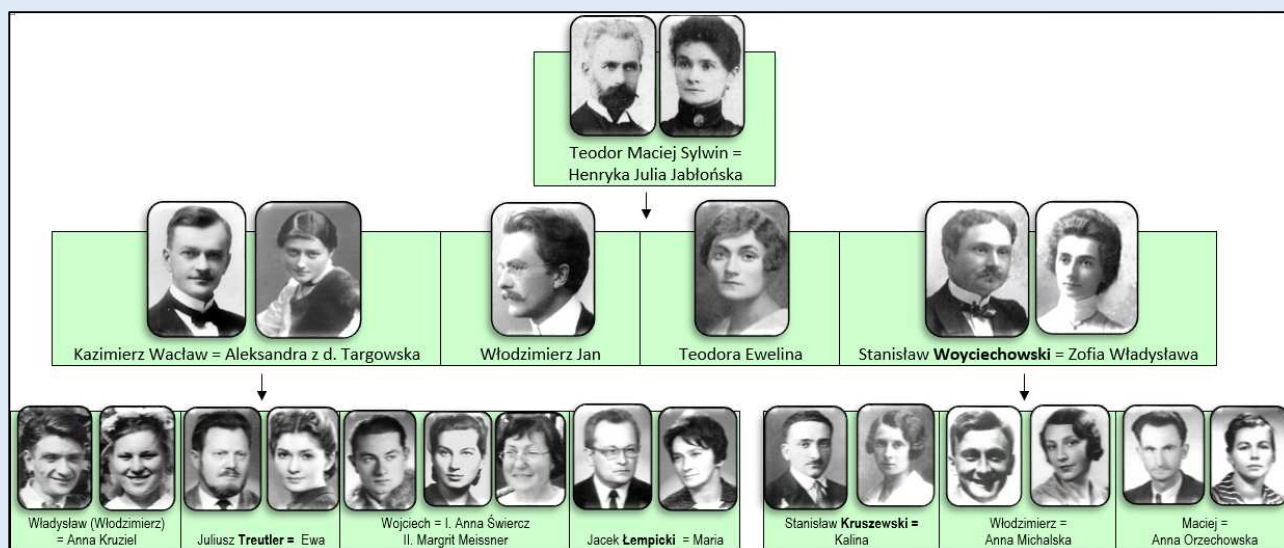 Teodor Maciej Sylwin =
Henryka Julia Jabłońska
Kazimierz Wacław = Aleksandra z d. Targowska
Włodzimierz Jan
Teodora Ewelina
Stanisław Woyciechowski = Zofia Władysława
Władysław (Włodzimierz)
= Anna Kruziel
Juliusz Treutler = Ewa
Wojciech = I. Anna Świercz
II. Margrit Meissner
Jacek Łempicki = Maria
Stanisław Kruszewski =
Kalina
Włodzimierz =
Anna Michalska
Maciej =
Anna Orzechowska